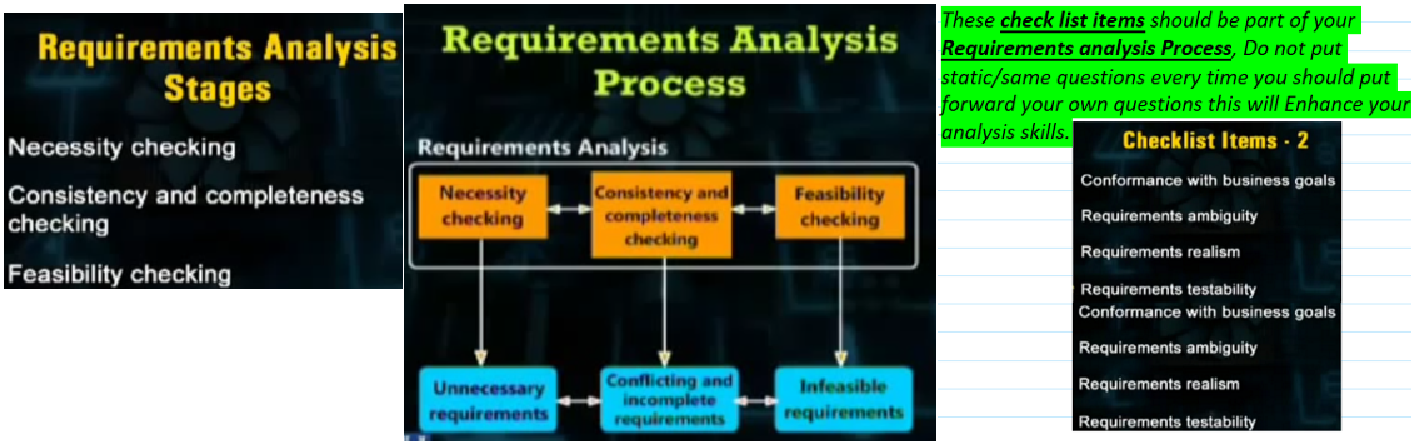 Requirements Analysis
Stages
Necessity checking
Consistency and completeness
checking
Feasibility checking
Requirements Analysis
Process
Requirements Analysis
Necessity
checking
Consistency and
completeness
checking
Feasibility
checking
Unnecessary
requirements
Conflicting and
incomplete
requirements
Infeasible
requirements
These check list items should be part of your
Requirements analysis Process, Do not put
static/same questions every time you should put
forward your own questions this will Enhance your
analysis skills.
Checklist Items - 2
Conformance with business goals
Requirements ambiguity
Requirements realism
Requirements testability
Conformance with business goals
Requirements ambiguity
Requirements realism
Requirements testability